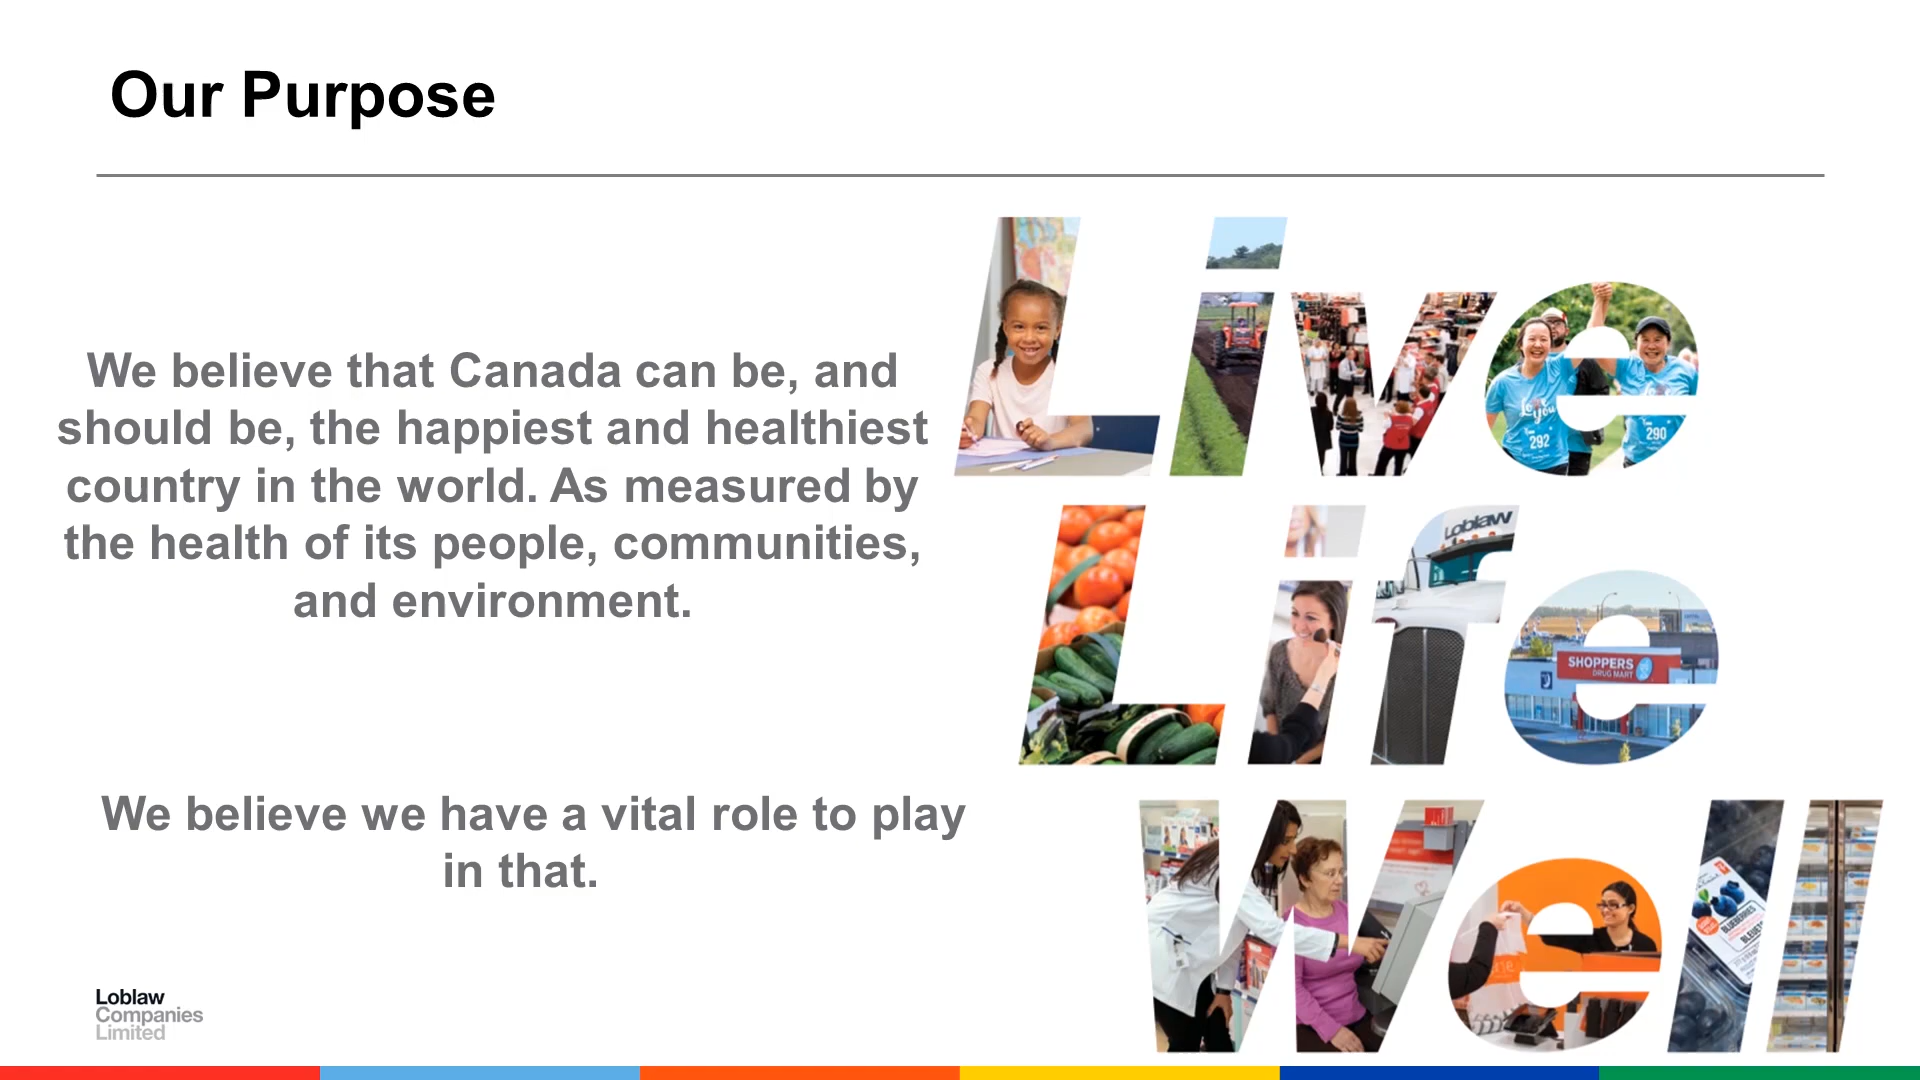 Our Purpose
We believe that Canada can be, and
should be, the happiest and healthiest
country in the world. As measured by
the health of its people, communities,
and environment.
We believe we have a vital role to play
in that.
Live
292
290
Life
Loblaw
SHOPPERS
DRUG MART
Well
BLUEBERRIES
Loblaw
Companies
Limited